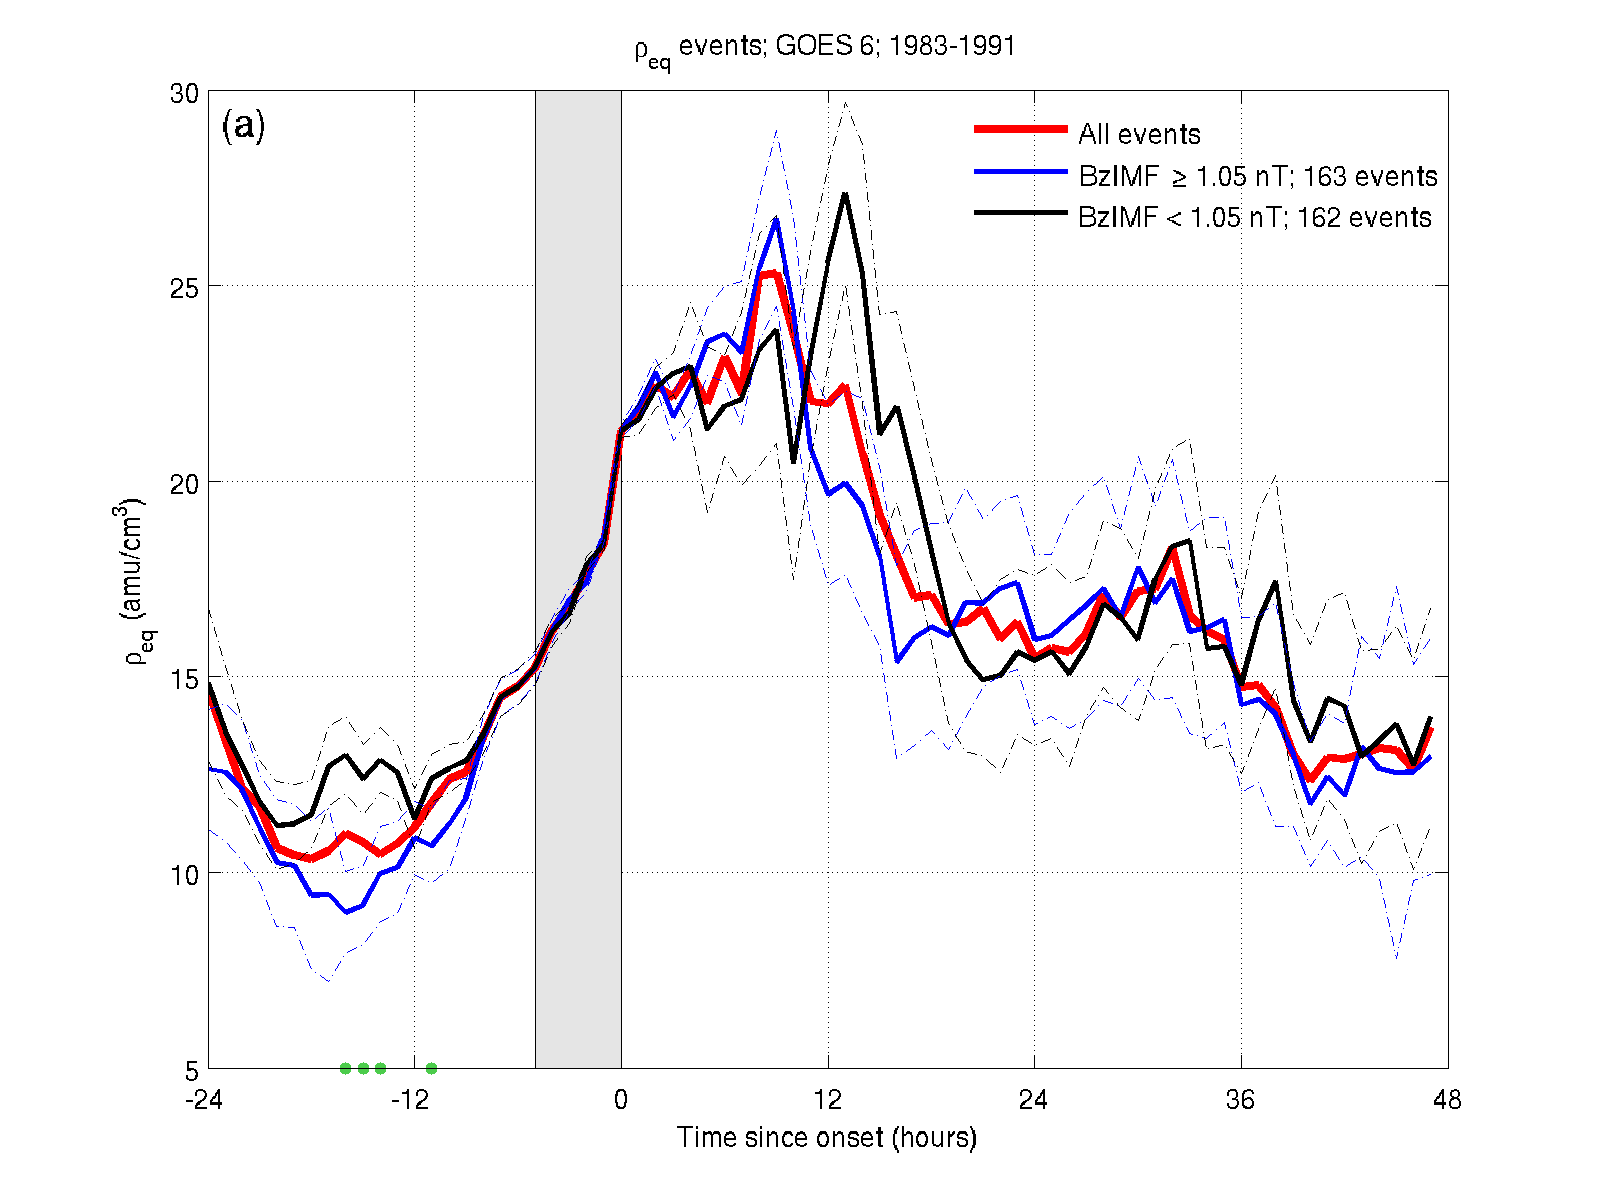 ρeq events; GOES 6; 1983-1991
(a)
All events
BzIMF ≥ 1.05 nT; 163 events
BzIMF < 1.05 nT; 162 events
30
25
20
15
10
5
ρeq (amu/cm3)
-24 -12 0 12 24 36 48
Time since onset (hours)